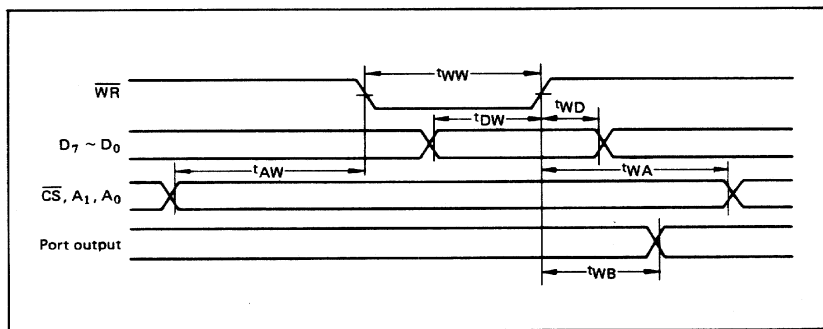 tWW
WR
tWD
tDW
D7 ~ D0
tAW
tWA
CS, A1, A0
Port output
tWB